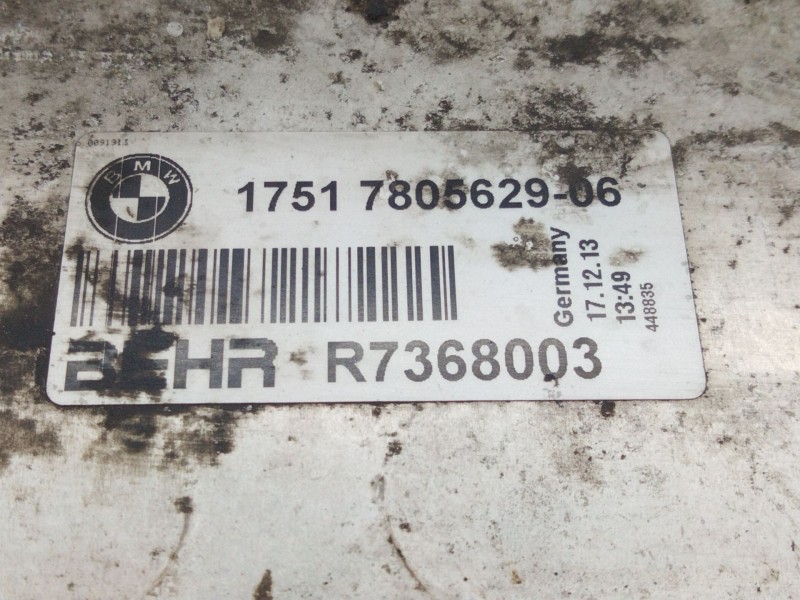 BMW
1751 7805629-06
BEHR R7368003
Germany
17.12.13
13:49
448835